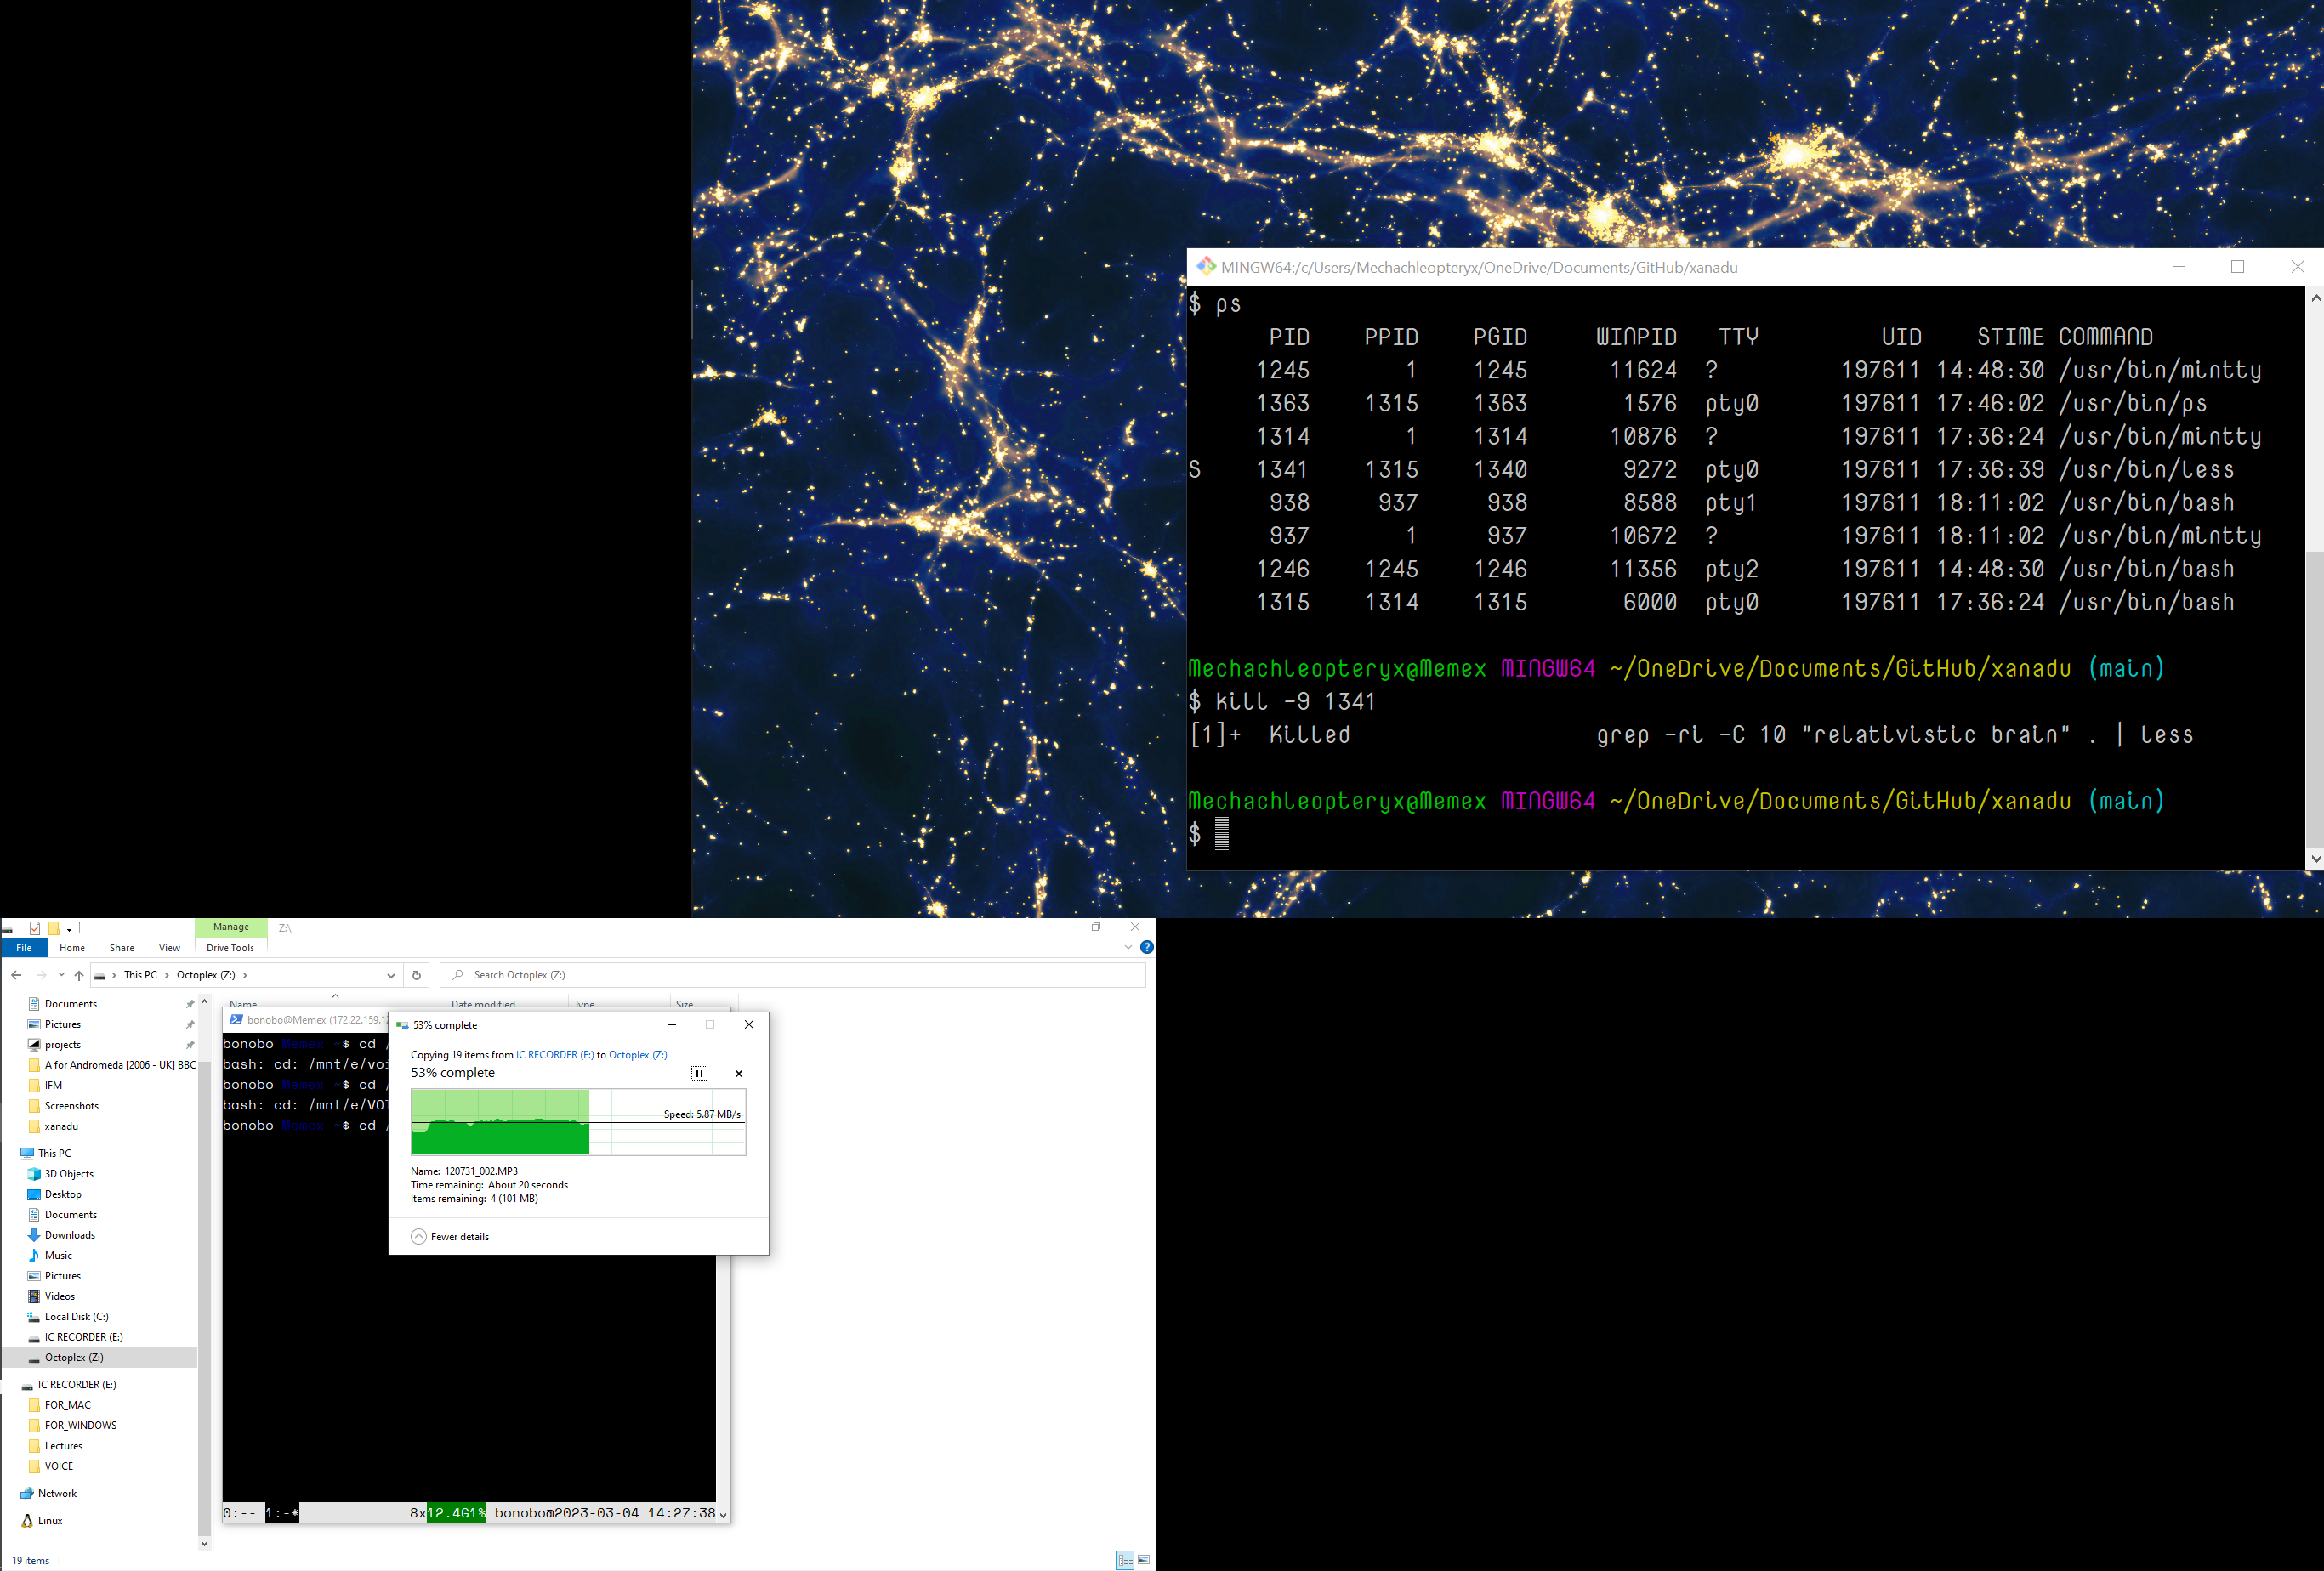 MINGW64:/c/Users/Mechachleopteryx/OneDrive/Documents/GitHub/xanadu
$ ps
PID PPID PGID WINPID TTY UID STIME COMMAND
1245 1 1245 11624 ? 197611 14:48:30 /usr/bin/mintty
1363 1315 1363 1576 pty0 197611 17:46:02 /usr/bin/ps
1314 1 1314 10876 ? 197611 17:36:24 /usr/bin/mintty
S 1341 1315 1340 9272 pty0 197611 17:36:39 /usr/bin/less
938 937 938 8588 pty1 197611 18:11:02 /usr/bin/bash
937 1 937 10672 ? 197611 18:11:02 /usr/bin/mintty
1246 1245 1246 11356 pty2 197611 14:48:30 /usr/bin/bash
1315 1314 1315 6000 pty0 197611 17:36:24 /usr/bin/bash
Mechachleopteryx@Memex MINGW64 ~/OneDrive/Documents/GitHub/xanadu (main)
$ kill -9 1341
[1]+ Killed grep -ri -C 10 "relativistic brain" . | less
Mechachleopteryx@Memex MINGW64 ~/OneDrive/Documents/GitHub/xanadu (main)
$
Manage Z:\
File Home Share View Drive Tools
This PC Octoplex (Z:) Search Octoplex (Z:)
Name Date modified Type Size
Documents
Pictures
projects
A for Andromeda [2006 - UK] BBC
IFM
Screenshots
xanadu
This PC
3D Objects
Desktop
Documents
Downloads
Music
Pictures
Videos
Local Disk (C:)
IC RECORDER (E:)
Octoplex (Z:)
IC RECORDER (E:)
FOR_MAC
FOR_WINDOWS
Lectures
VOICE
Network
Linux
19 items
bonobo@Memex (172.22.159.12
bonobo Memex ~$ cd /
bash: cd: /mnt/e/voi
bonobo Memex ~$ cd /
bash: cd: /mnt/e/VOI
bonobo Memex ~$ cd /
53% complete
Copying 19 items from IC RECORDER (E:) to Octoplex (Z:)
53% complete
Speed: 5.87 MB/s
Name: 120731_002.MP3
Time remaining: About 20 seconds
Items remaining: 4 (101 MB)
Fewer details
0:-- 1:-* 8x12.4G1% bonobo@2023-03-04 14:27:38